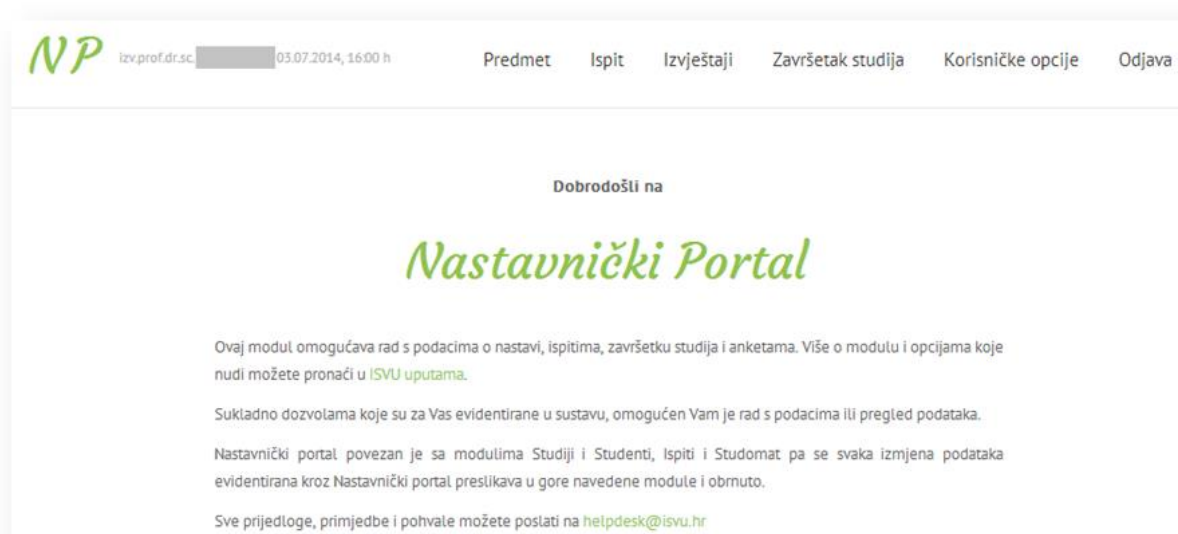 NP izv.prof.dr.sc. 03.07.2014, 16:00 h Predmet Ispit Izvještaji Završetak studija Korisničke opcije Odjava
Dobrodošli na
Nastavnički Portal
Ovaj modul omogućava rad s podacima o nastavi, ispitima, završetku studija i anketama. Više o modulu i opcijama koje
nudi možete pronaći u ISVU uputama.
Sukladno dozvolama koje su za Vas evidentirane u sustavu, omogućen Vam je rad s podacima ili pregled podataka.
Nastavnički portal povezan je sa modulima Studiji i Studenti, Ispiti i Studomat pa se svaka izmjena podataka
evidentirana kroz Nastavnički portal preslikava u gore navedene module i obrnuto.
Sve prijedloge, primjedbe i pohvale možete poslati na helpdesk@isvu.hr